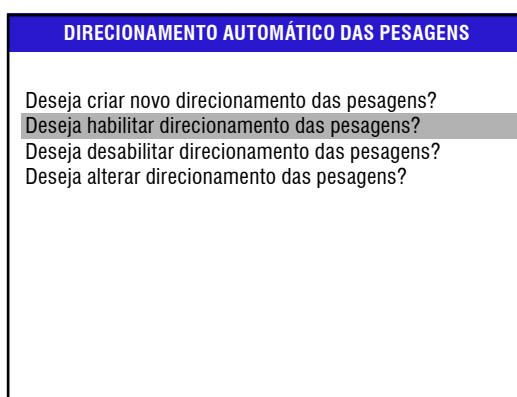 DIRECIONAMENTO AUTOMÁTICO DAS PESAGENS
Deseja criar novo direcionamento das pesagens?
Deseja habilitar direcionamento das pesagens?
Deseja desabilitar direcionamento das pesagens?
Deseja alterar direcionamento das pesagens?